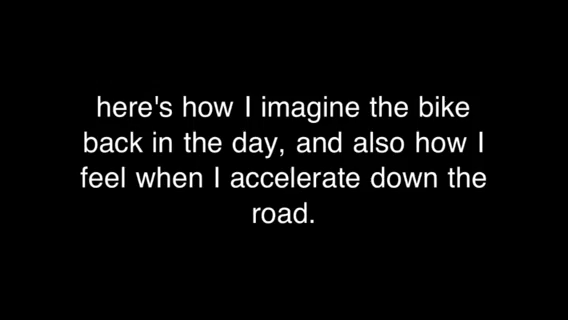 here's how I imagine the bike
back in the day, and also how I
feel when I accelerate down the
road.